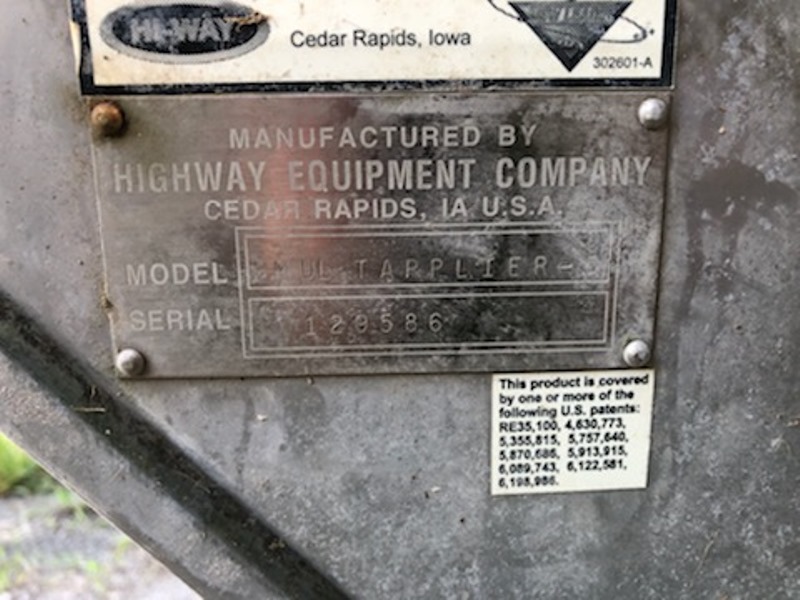 HI-WAY
Cedar Rapids, Iowa
302601-A
MANUFACTURED BY
HIGHWAY EQUIPMENT COMPANY
CEDAR RAPIDS, IA U.S.A.
MODEL MULTAPPLIER-
SERIAL 129586
This product is covered
by one or more of the
following U.S. patents:
RE35,100, 4,630,773,
5,355,815, 5,757,640,
5,870,686, 5,913,915,
6,089,743, 6,122,581,
6,198,986.